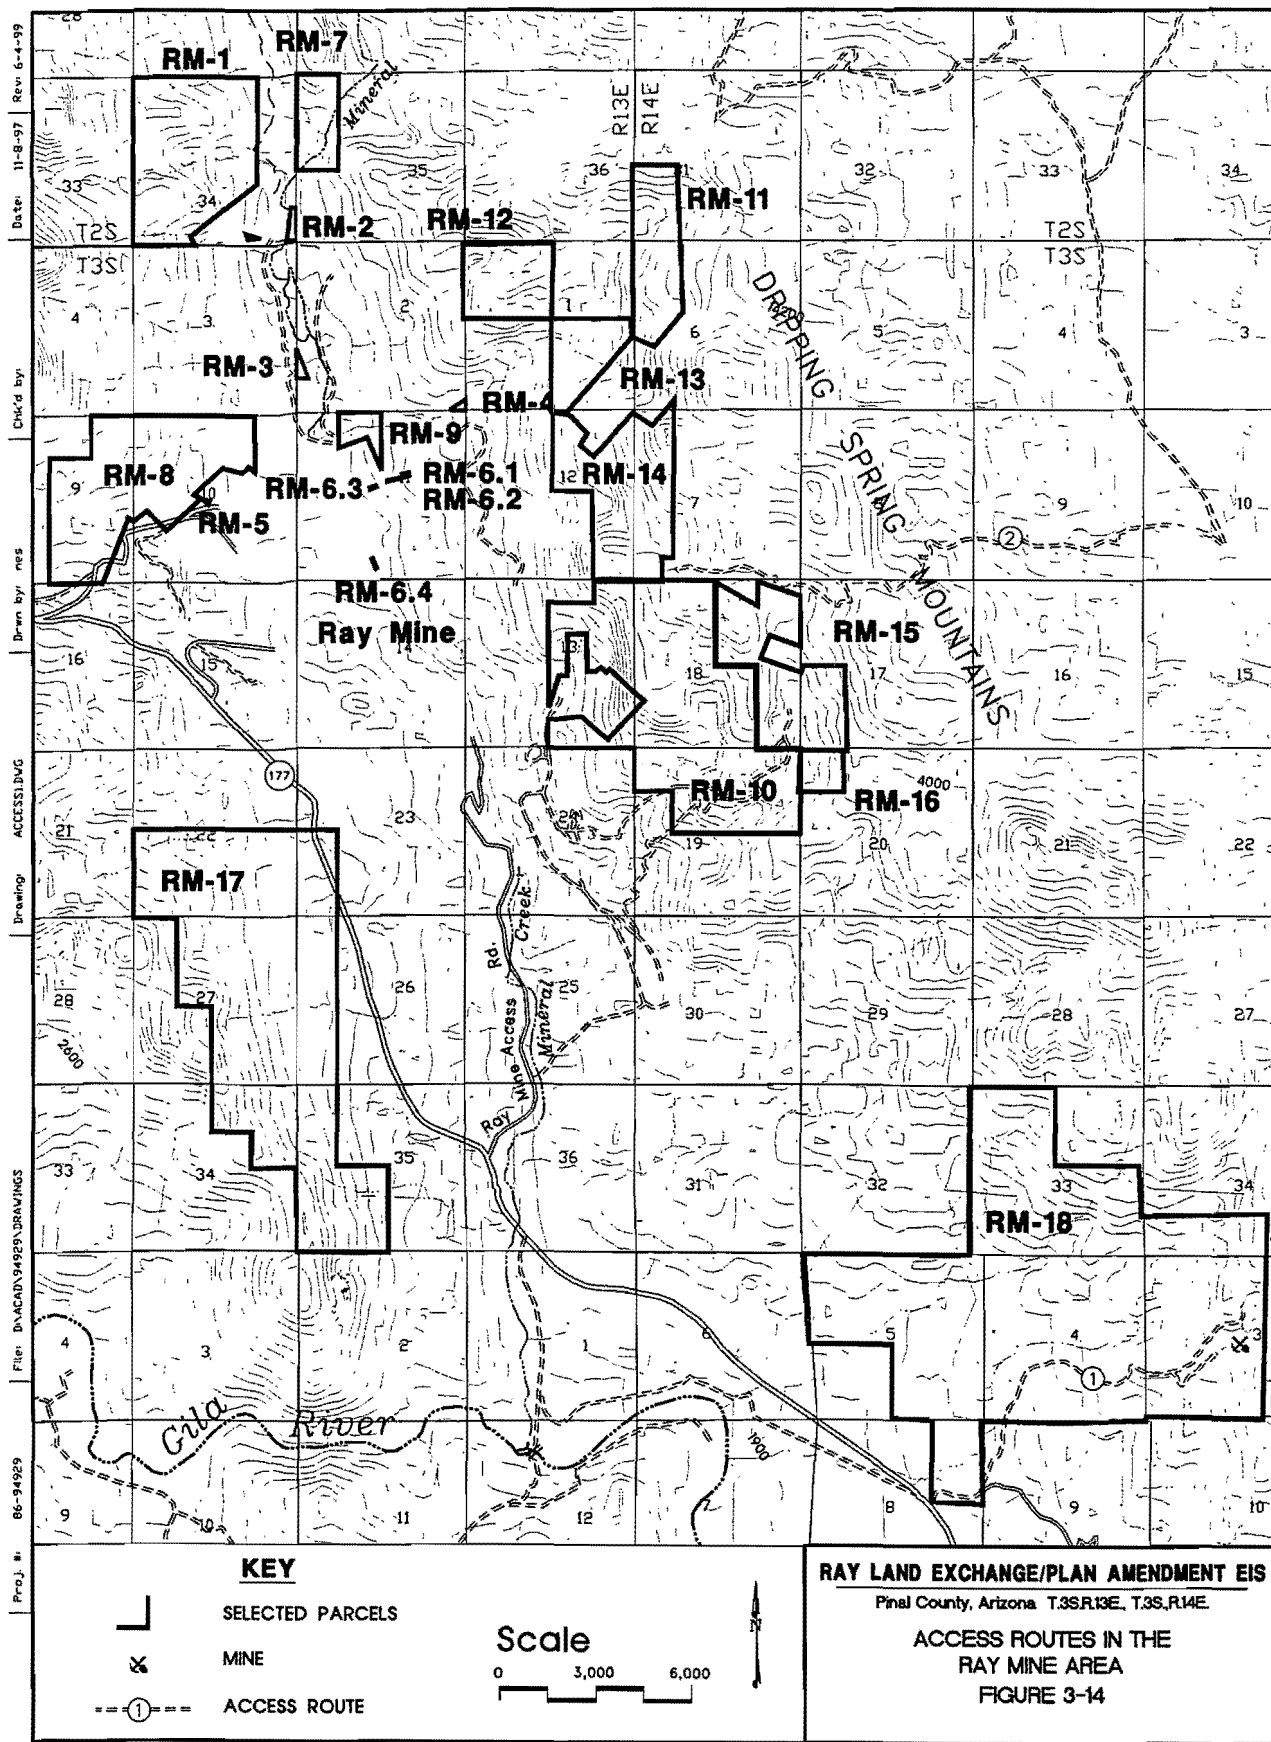 28
RM-7
RM-1
Mineral
R13E
R14E
33
34
35
36
31
32
33
34
RM-11
RM-2
RM-12
T2S
T3S
T2S
T3S
DRIPPING
SPRING
MOUNTAINS
4
3
2
1
6
5
4
3
RM-3
RM-13
RM-4
RM-9
RM-8
RM-6.1
RM-6.3
RM-6.2
RM-14
9
10
12
7
9
10
RM-5
2
RM-6.4
Ray Mine
RM-15
16
15
14
13
18
17
16
15
177
RM-10
RM-16
4000
21
22
23
24
19
20
21
22
RM-17
Creek
Rd.
Mineral
Ray Mine Access
28
27
26
25
30
29
28
27
2600
33
34
35
36
31
32
33
34
RM-18
4
3
2
1
6
5
4
3
1
Gila River
1900
9
10
11
12
7
8
9
10
KEY
SELECTED PARCELS
MINE
1
ACCESS ROUTE
Scale
0 3,000 6,000
N
RAY LAND EXCHANGE/PLAN AMENDMENT EIS
Pinal County, Arizona T.3S.R.13E., T.3S.,R.14E.
ACCESS ROUTES IN THE
RAY MINE AREA
FIGURE 3-14
Proj. #: 86-94929
File: D:\ACAD\94929\DRAWINGS
Drawing: ACCESS1.DWG
Drwn by: nes
Chk'd by:
Date: 11-8-97
Rev: 6-4-99